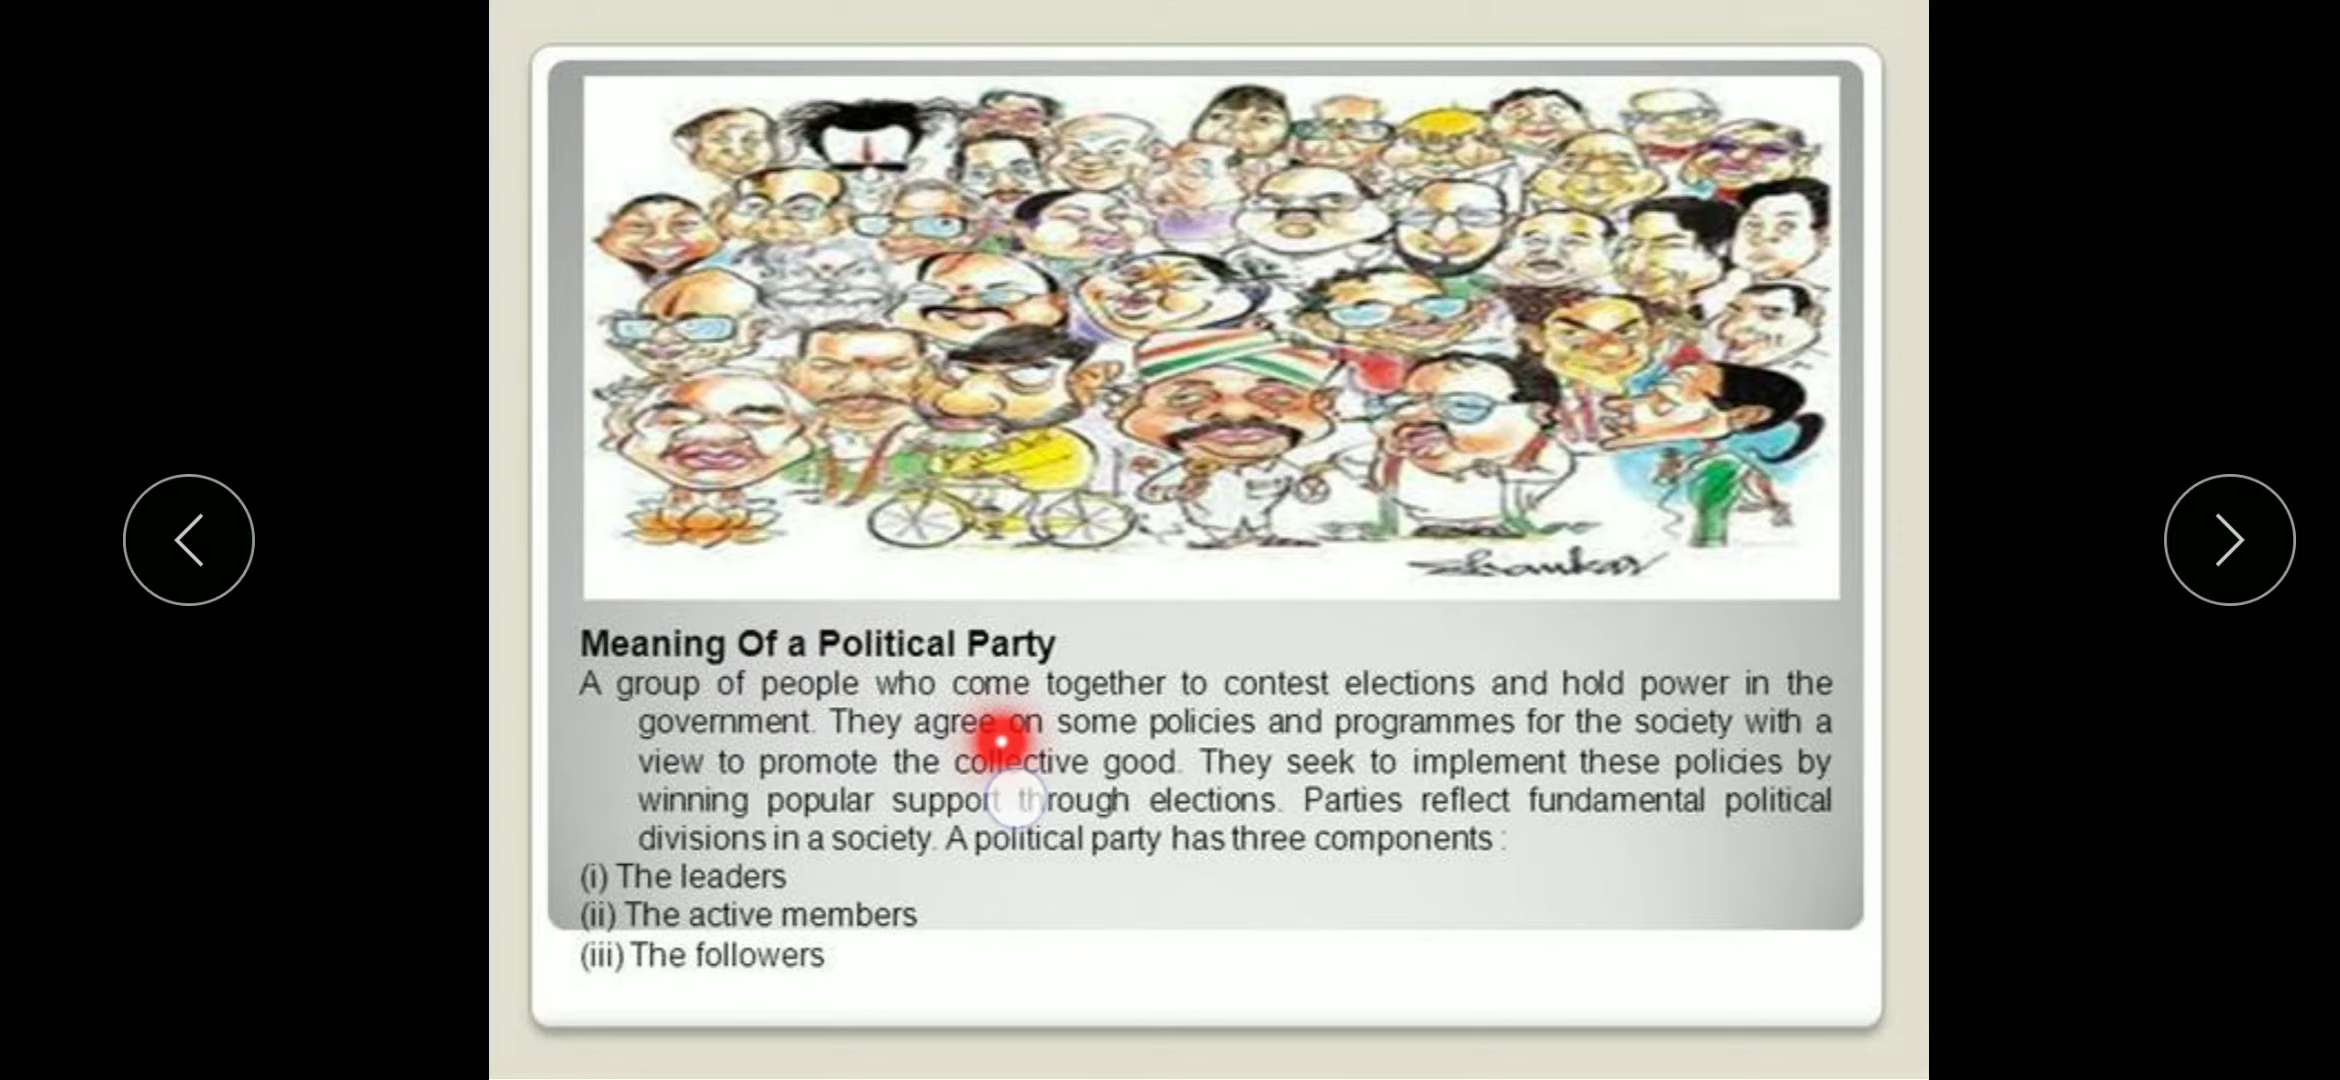 Shankar
Meaning Of a Political Party
A group of people who come together to contest elections and hold power in the
government. They agree on some policies and programmes for the society with a
view to promote the collective good. They seek to implement these policies by
winning popular support through elections. Parties reflect fundamental political
divisions in a society. A political party has three components :
(i) The leaders
(ii) The active members
(iii) The followers